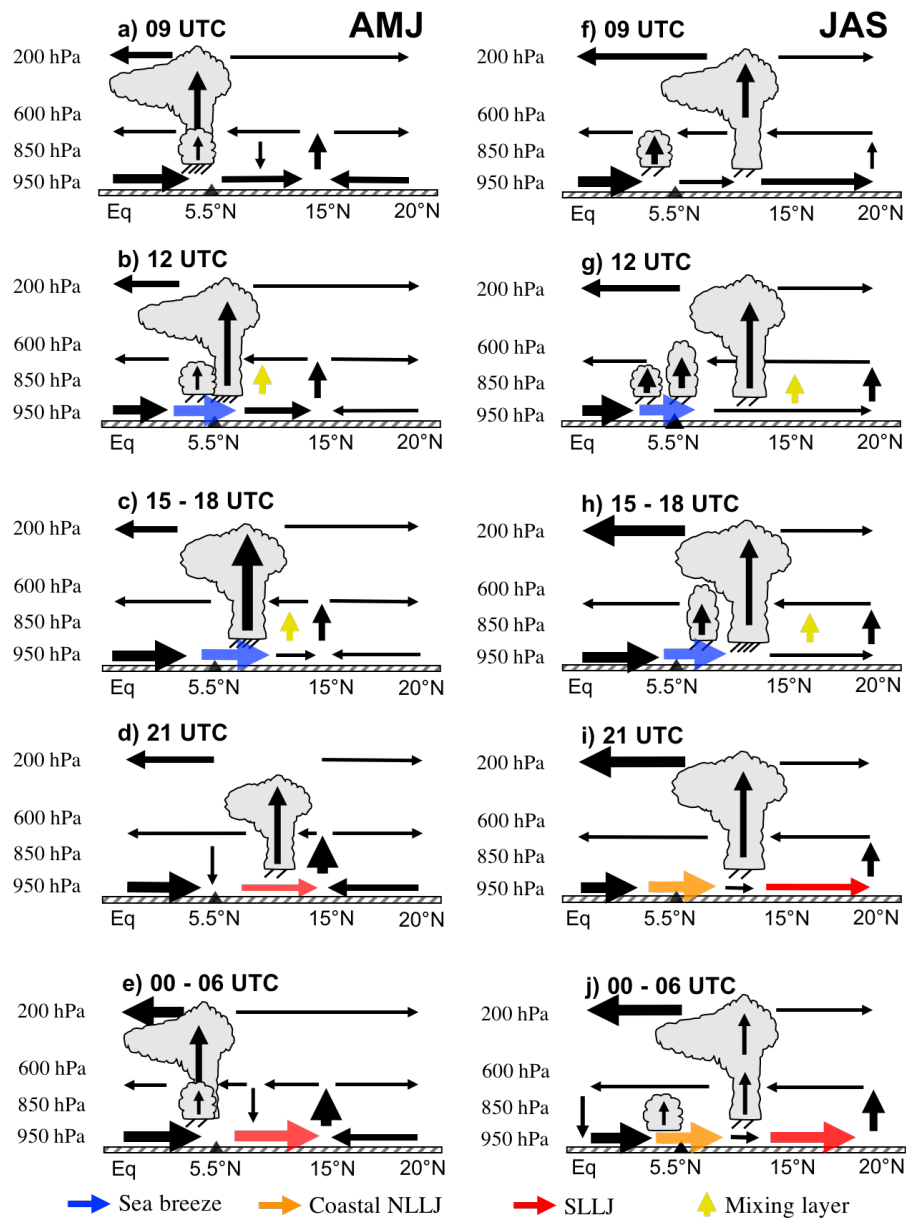 AMJ
JAS
a) 09 UTC
200 hPa
600 hPa
850 hPa
950 hPa
Eq 5.5°N 15°N 20°N
f) 09 UTC
200 hPa
600 hPa
850 hPa
950 hPa
Eq 5.5°N 15°N 20°N
b) 12 UTC
200 hPa
600 hPa
850 hPa
950 hPa
Eq 5.5°N 15°N 20°N
g) 12 UTC
200 hPa
600 hPa
850 hPa
950 hPa
Eq 5.5°N 15°N 20°N
c) 15 - 18 UTC
200 hPa
600 hPa
850 hPa
950 hPa
Eq 5.5°N 15°N 20°N
h) 15 - 18 UTC
200 hPa
600 hPa
850 hPa
950 hPa
Eq 5.5°N 15°N 20°N
d) 21 UTC
200 hPa
600 hPa
850 hPa
950 hPa
Eq 5.5°N 15°N 20°N
i) 21 UTC
200 hPa
600 hPa
850 hPa
950 hPa
Eq 5.5°N 15°N 20°N
e) 00 - 06 UTC
200 hPa
600 hPa
850 hPa
950 hPa
Eq 5.5°N 15°N 20°N
j) 00 - 06 UTC
200 hPa
600 hPa
850 hPa
950 hPa
Eq 5.5°N 15°N 20°N
Sea breeze Coastal NLLJ SLLJ Mixing layer